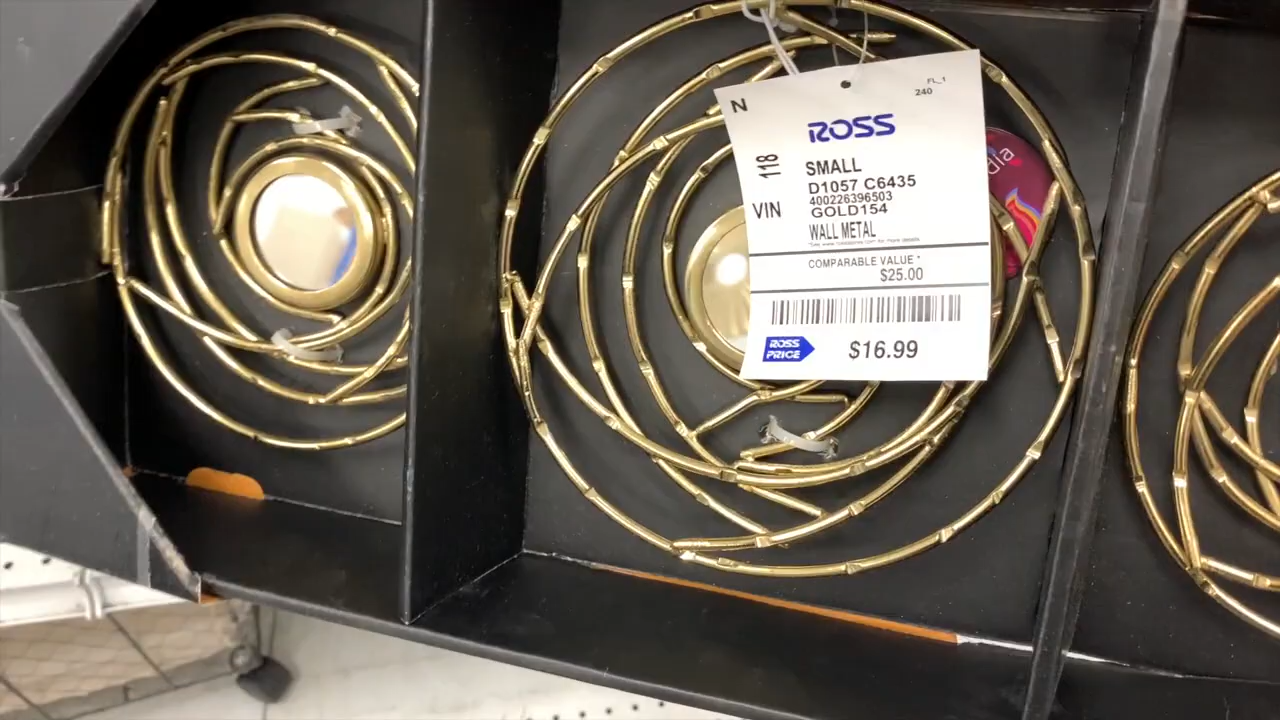 N
FL_1
240
ROSS
118
VIN
SMALL
D1057 C6435
400226396503
GOLD154
WALL METAL
COMPARABLE VALUE *
$25.00
ROSS
PRICE
$16.99
dia